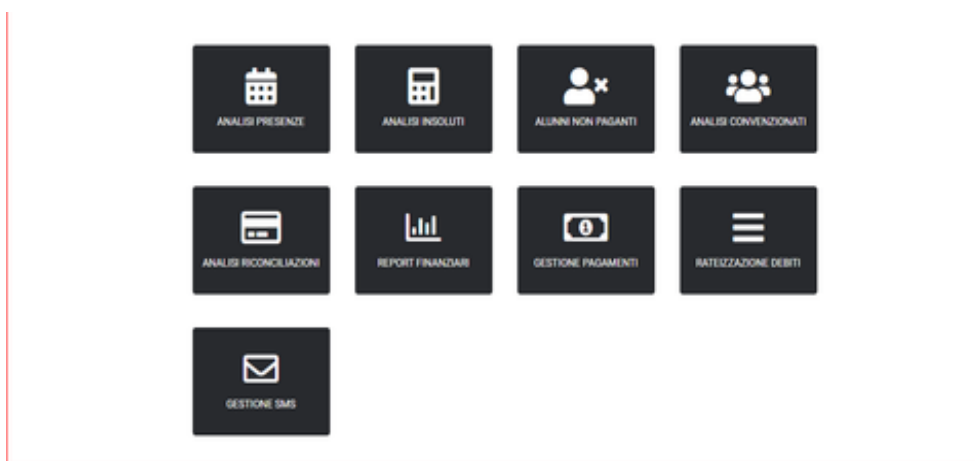 ANALISI PRESENZE
ANALISI INSOLUTI
ALUNNI NON PAGANTI
ANALISI CONVENZIONATI
ANALISI RICONCILIAZIONI
REPORT FINANZIARI
GESTIONE PAGAMENTI
RATEIZZAZIONE DEBITI
GESTIONE SMS